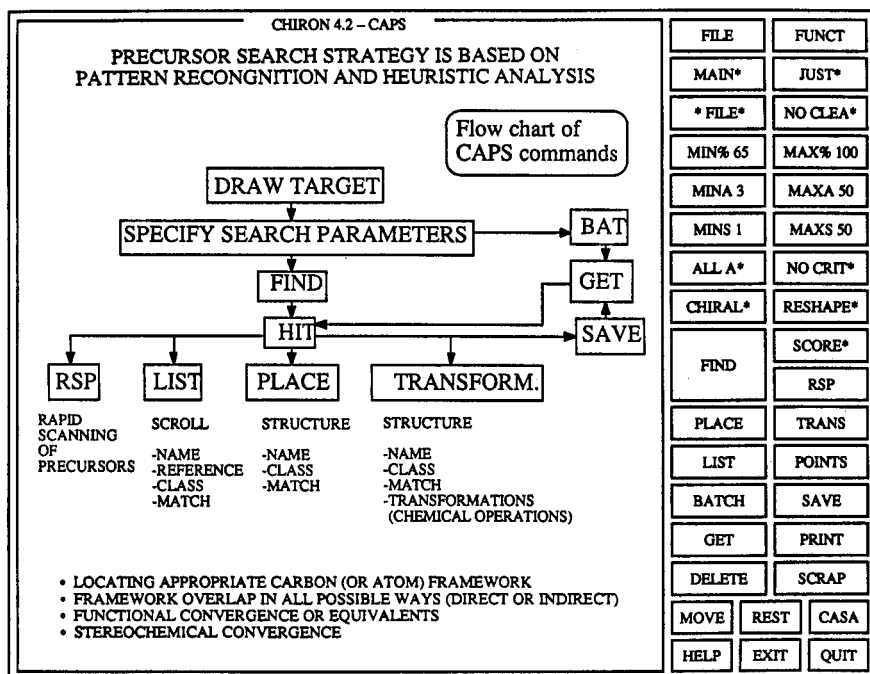 CHIRON 4.2 – CAPS
PRECURSOR SEARCH STRATEGY IS BASED ON
PATTERN RECONGNITION AND HEURISTIC ANALYSIS
Flow chart of
CAPS commands
DRAW TARGET
SPECIFY SEARCH PARAMETERS
BAT
FIND
GET
HIT
SAVE
RSP
LIST
PLACE
TRANSFORM.
RAPID
SCANNING
OF
PRECURSORS
SCROLL
-NAME
-REFERENCE
-CLASS
-MATCH
STRUCTURE
-NAME
-CLASS
-MATCH
STRUCTURE
-NAME
-CLASS
-MATCH
-TRANSFORMATIONS
(CHEMICAL OPERATIONS)
• LOCATING APPROPRIATE CARBON (OR ATOM) FRAMEWORK
• FRAMEWORK OVERLAP IN ALL POSSIBLE WAYS (DIRECT OR INDIRECT)
• FUNCTIONAL CONVERGENCE OR EQUIVALENTS
• STEREOCHEMICAL CONVERGENCE
FILE FUNCT
MAIN* JUST*
* FILE* NO CLEA*
MIN% 65 MAX% 100
MINA 3 MAXA 50
MINS 1 MAXS 50
ALL A* NO CRIT*
CHIRAL* RESHAPE*
FIND SCORE*
RSP
PLACE TRANS
LIST POINTS
BATCH SAVE
GET PRINT
DELETE SCRAP
MOVE REST CASA
HELP EXIT QUIT